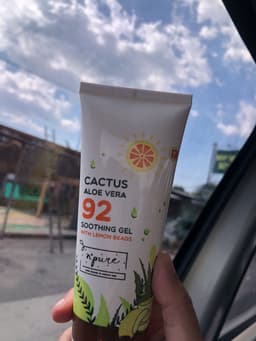 CACTUS
ALOE VERA
92
SOOTHING GEL
WITH LEMON BEADS
n'pure